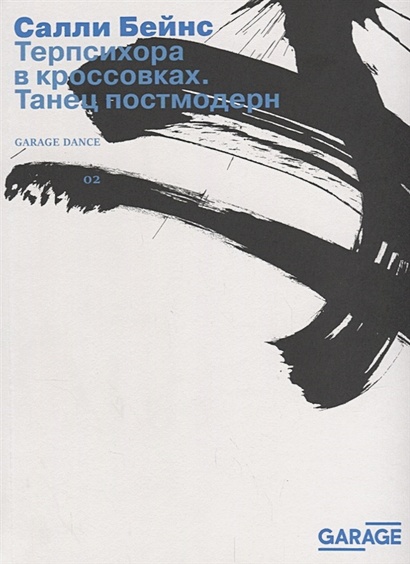 Салли Бейнс
Терпсихора
в кроссовках.
Танец постмодерн
GARAGE DANCE
02
GARAGE